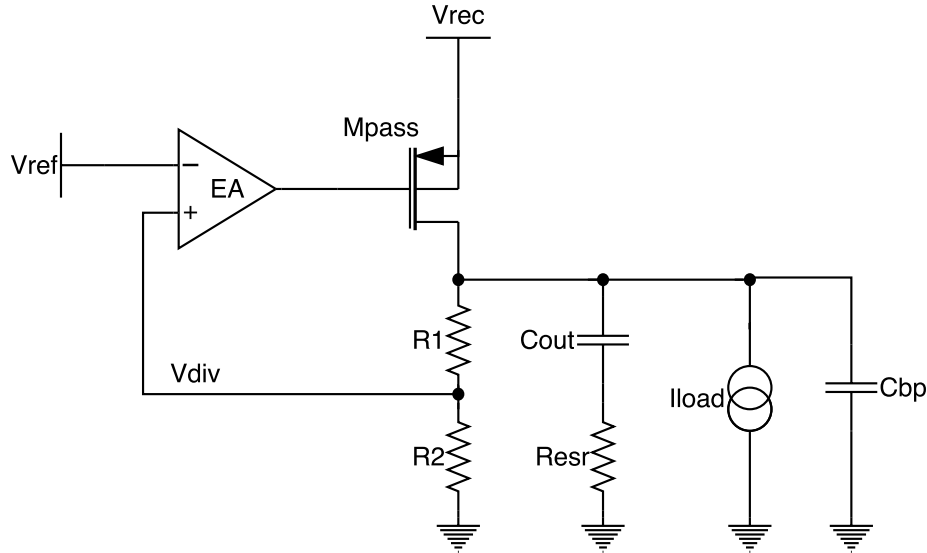 Vrec
Mpass
Vref
−
EA
+
R1
Cout
Vdiv
Iload
Cbp
R2
Resr